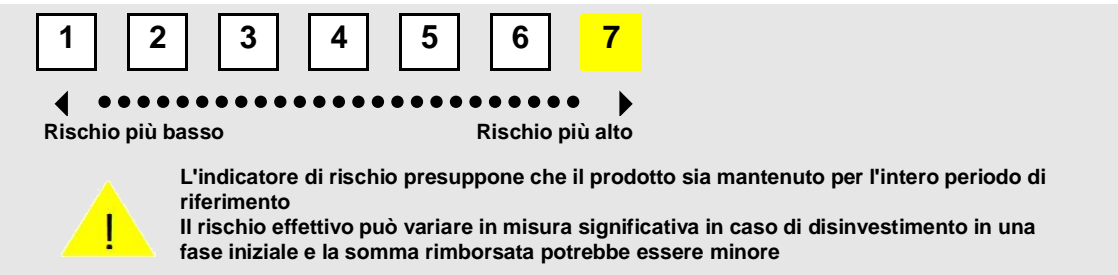 1 2 3 4 5 6 7
Rischio più basso Rischio più alto
L'indicatore di rischio presuppone che il prodotto sia mantenuto per l'intero periodo di
riferimento
Il rischio effettivo può variare in misura significativa in caso di disinvestimento in una
fase iniziale e la somma rimborsata potrebbe essere minore
!